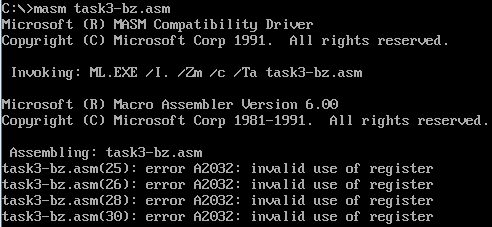 C:\>masm task3-bz.asm
Microsoft (R) MASM Compatibility Driver
Copyright (C) Microsoft Corp 1991.  All rights reserved.
Invoking: ML.EXE /I. /Zm /c /Ta task3-bz.asm
Microsoft (R) Macro Assembler Version 6.00
Copyright (C) Microsoft Corp 1981-1991.  All rights reserved.
Assembling: task3-bz.asm
task3-bz.asm(25): error A2032: invalid use of register
task3-bz.asm(26): error A2032: invalid use of register
task3-bz.asm(28): error A2032: invalid use of register
task3-bz.asm(30): error A2032: invalid use of register